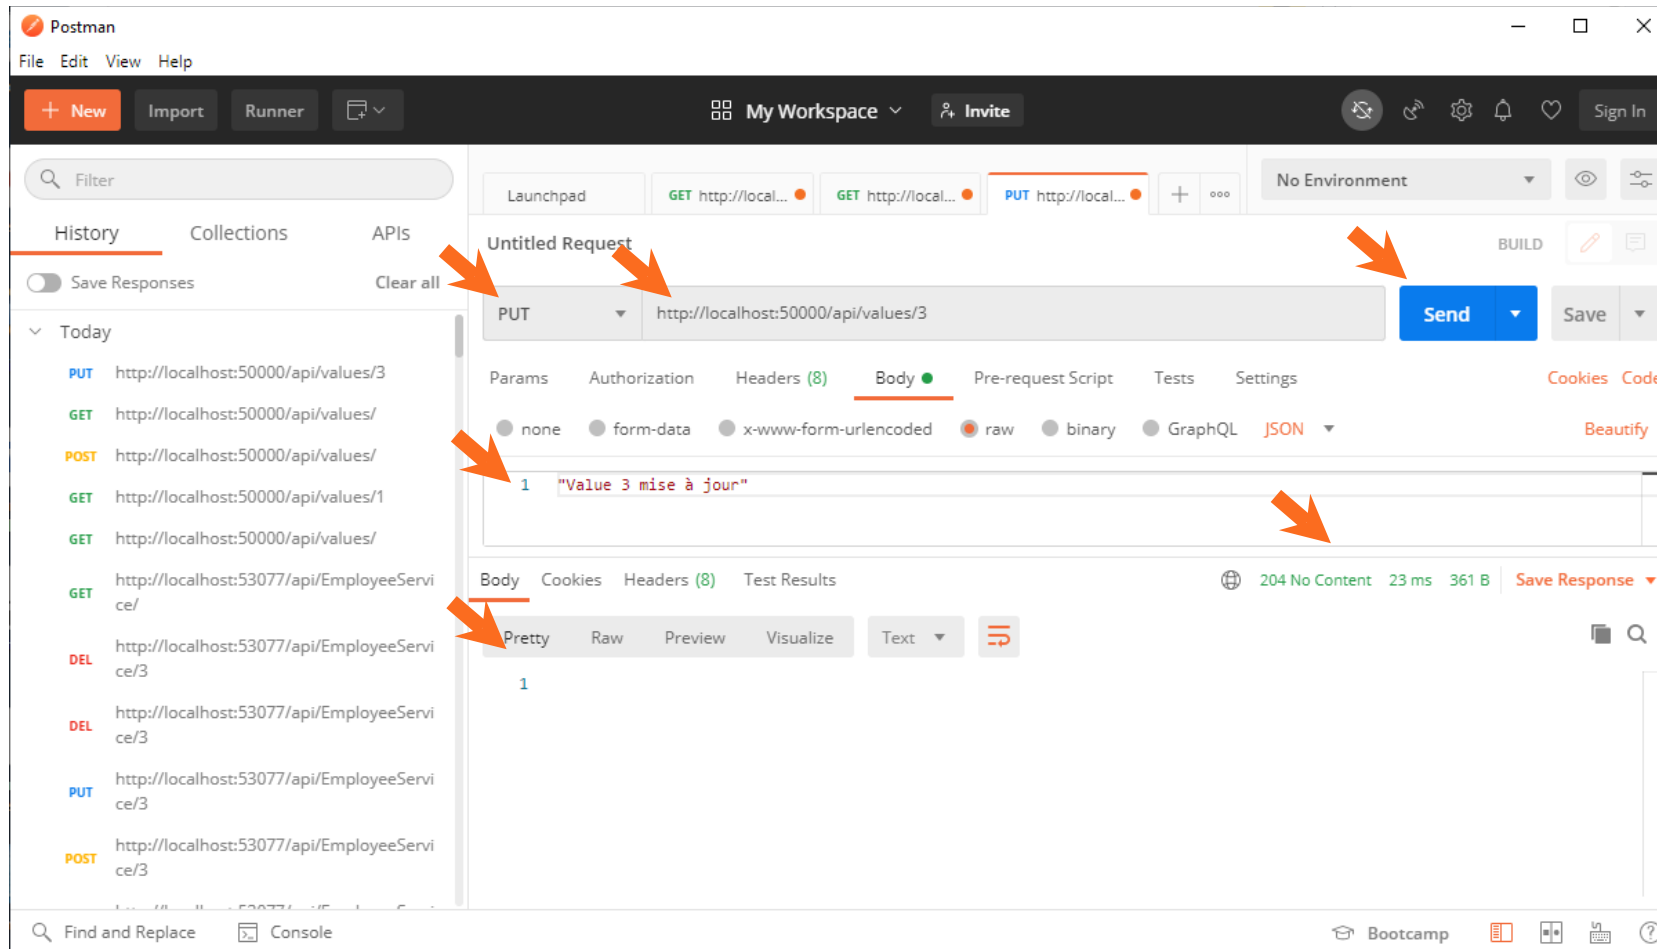 Postman
File Edit View Help
+ New Import Runner My Workspace Invite Sign In
Filter
History Collections APIs
Save Responses Clear all
Today
PUT http://localhost:50000/api/values/3
GET http://localhost:50000/api/values/
POST http://localhost:50000/api/values/
GET http://localhost:50000/api/values/1
GET http://localhost:50000/api/values/
GET http://localhost:53077/api/EmployeeServi
ce/
DEL http://localhost:53077/api/EmployeeServi
ce/3
DEL http://localhost:53077/api/EmployeeServi
ce/3
PUT http://localhost:53077/api/EmployeeServi
ce/3
POST http://localhost:53077/api/EmployeeServi
ce/3
Launchpad GET http://local... GET http://local... PUT http://local... + ooo No Environment
Untitled Request BUILD
PUT http://localhost:50000/api/values/3 Send Save
Params Authorization Headers (8) Body Pre-request Script Tests Settings Cookies Code
none form-data x-www-form-urlencoded raw binary GraphQL JSON Beautify
1 "Value 3 mise à jour"
Body Cookies Headers (8) Test Results 204 No Content 23 ms 361 B Save Response
Pretty Raw Preview Visualize Text
1
Find and Replace Console Bootcamp